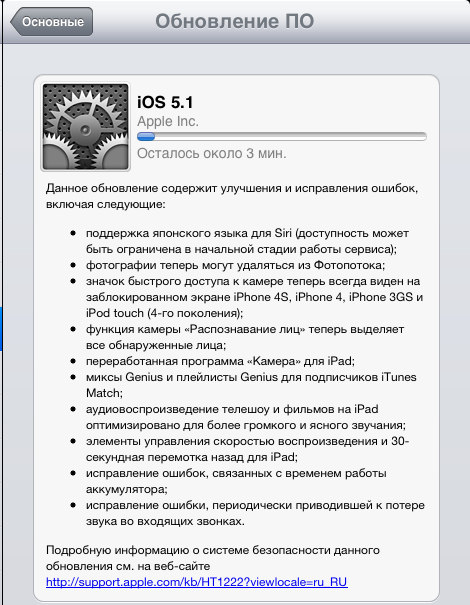 Основные
Обновление ПО
iOS 5.1
Apple Inc.
Осталось около 3 мин.
Данное обновление содержит улучшения и исправления ошибок,
включая следующие:
• поддержка японского языка для Siri (доступность может
быть ограничена в начальной стадии работы сервиса);
• фотографии теперь могут удаляться из Фотопотока;
• значок быстрого доступа к камере теперь всегда виден на
заблокированном экране iPhone 4S, iPhone 4, iPhone 3GS и
iPod touch (4-го поколения);
• функция камеры «Распознавание лиц» теперь выделяет
все обнаруженные лица;
• переработанная программа «Камера» для iPad;
• миксы Genius и плейлисты Genius для подписчиков iTunes
Match;
• аудиовоспроизведение телешоу и фильмов на iPad
оптимизировано для более громкого и ясного звучания;
• элементы управления скоростью воспроизведения и 30-
секундная перемотка назад для iPad;
• исправление ошибок, связанных с временем работы
аккумулятора;
• исправление ошибки, периодически приводившей к потере
звука во входящих звонках.
Подробную информацию о системе безопасности данного
обновления см. на веб-сайте
http://support.apple.com/kb/HT1222?viewlocale=ru_RU